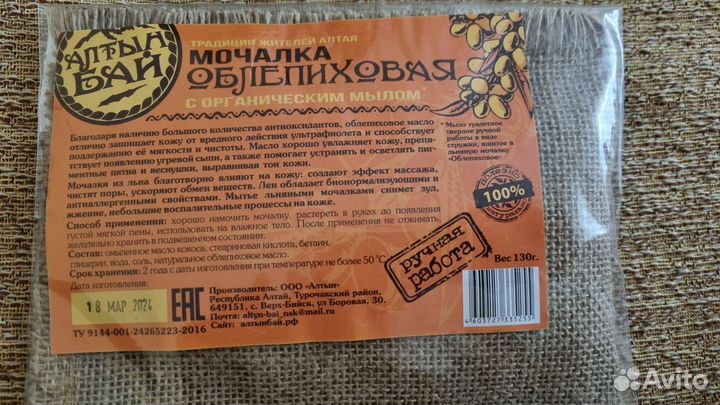 АЛТЫН
БАЙ
ТРАДИЦИИ ЖИТЕЛЕЙ АЛТАЯ
МОЧАЛКА
ОБЛЕПИХОВАЯ
С ОРГАНИЧЕСКИМ МЫЛОМ*
Благодаря наличию большого количества антиоксидантов, облепиховое масло
отлично защищает кожу от вредного действия ультрафиолета и способствует
поддержанию её мягкости и чистоты. Масло хорошо увлажняет кожу, препя-
тствует появлению угревой сыпи, а также помогает устранить и осветлять пиг-
ментные пятна и веснушки, выравнивая тон кожи.
Мочалки из льна благотворно влияют на кожу: создают эффект массажа,
чистят поры, ускоряют обмен веществ. Лен обладает бионормализующими и
антиаллергенными свойствами. Мытье льняными мочалками снимет зуд,
жжение, небольшие воспалительные процессы на коже.
Способ применения: хорошо намочить мочалку, растереть в руках до появления
густой мягкой пены, использовать на влажное тело. После применения не отжимать,
желательно хранить в подвешенном состоянии.
Состав: омыленное масло кокоса, стеариновая кислота, бетаин,
глицерин, вода, соль, натуральное облепиховое масло.
Срок хранения: 2 года с даты изготовления при температуре не более 50 °C
Дата изготовления:
18 МАР 2024
ЕАС
Производитель: ООО «Алтын»
Республика Алтай, Турочакский район,
649151, с. Верх-Бийск, ул Боровая, 30.
Почта: altyn-bai_nsk@mail.ru
Сайт: алтынбай.рф
ТУ 9144-001-24265223-2016
* Мыло туалетное
твердое ручной
работы в виде
стружки, вшитое в
льняную мочалку
«Облепиховое»
100%
ручная
работа
Вес 130г.
4 603727 335255
Avito